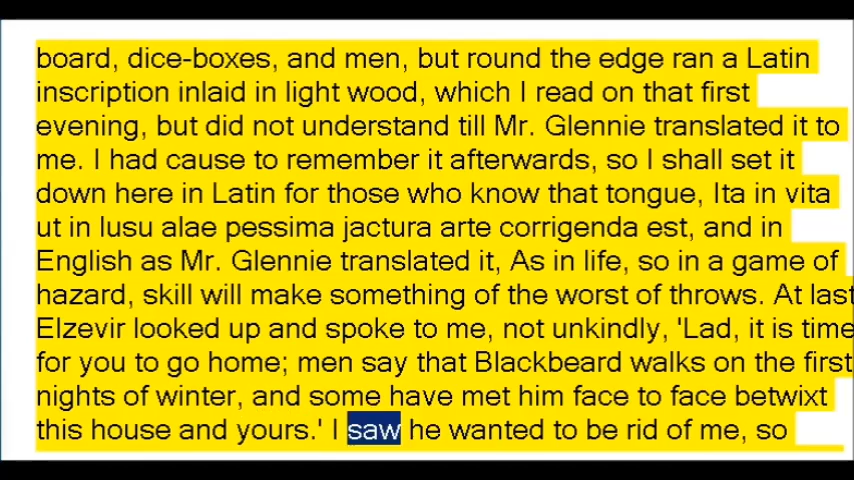 board, dice-boxes, and men, but round the edge ran a Latin
inscription inlaid in light wood, which I read on that first
evening, but did not understand till Mr. Glennie translated it to
me. I had cause to remember it afterwards, so I shall set it
down here in Latin for those who know that tongue, Ita in vita
ut in lusu alae pessima jactura arte corrigenda est, and in
English as Mr. Glennie translated it, As in life, so in a game of
hazard, skill will make something of the worst of throws. At last
Elzevir looked up and spoke to me, not unkindly, 'Lad, it is time
for you to go home; men say that Blackbeard walks on the first
nights of winter, and some have met him face to face betwixt
this house and yours.' I saw he wanted to be rid of me, so